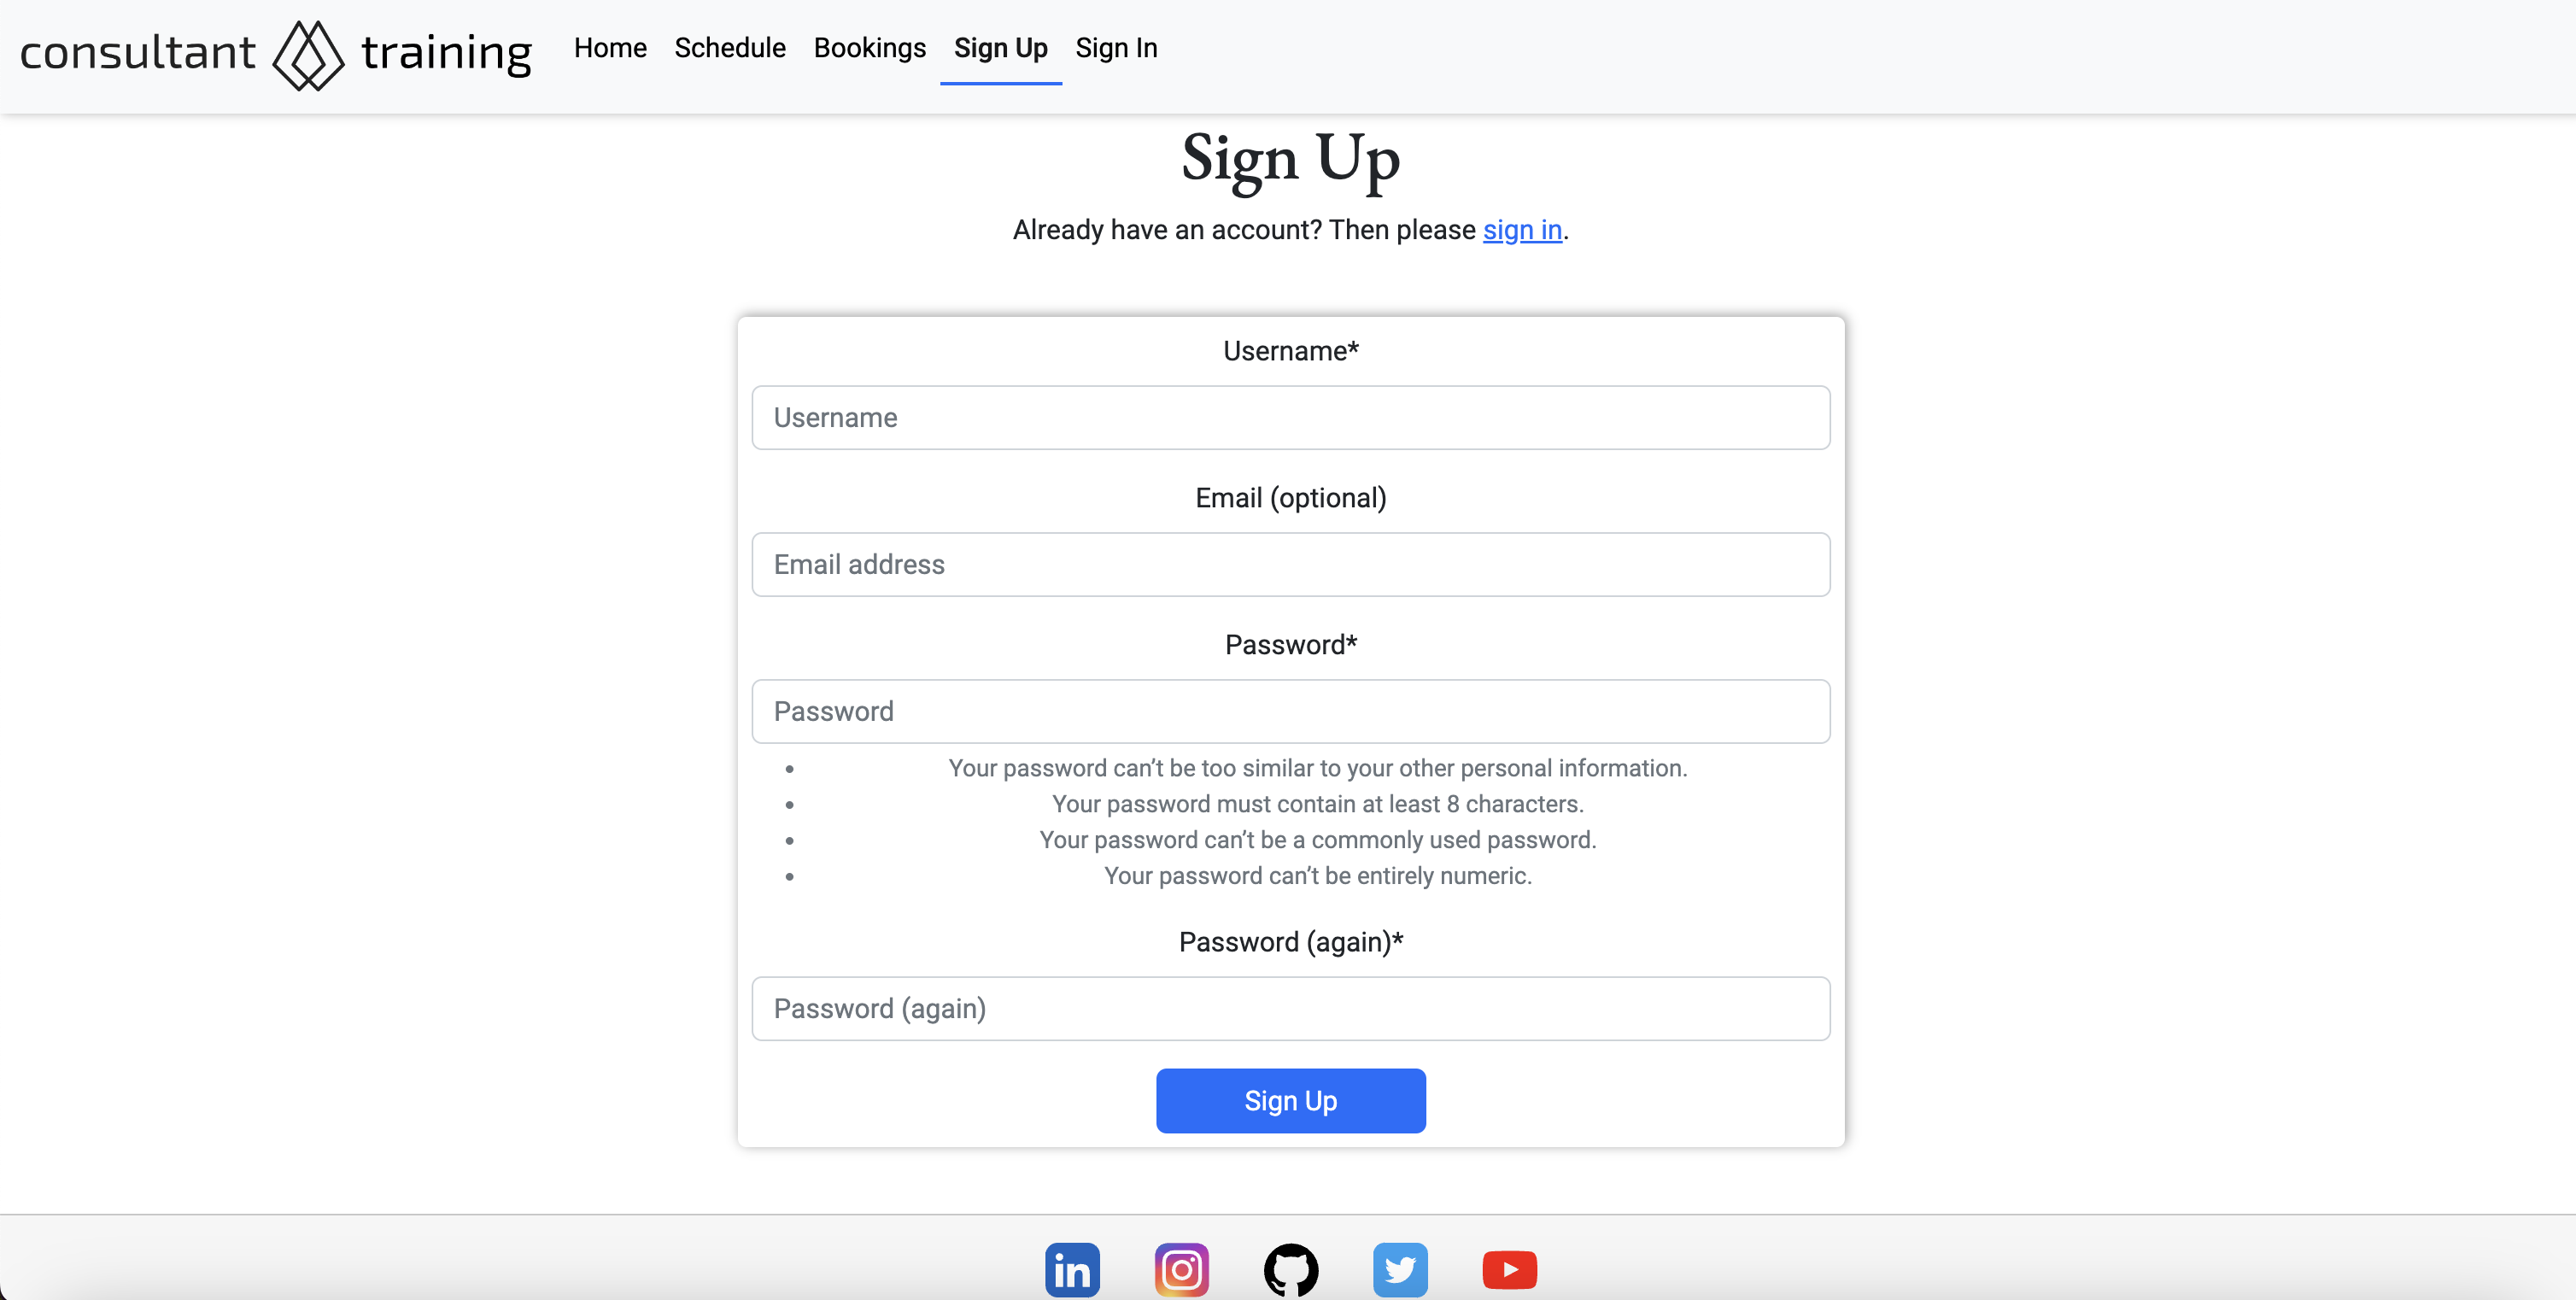 consultant training Home Schedule Bookings Sign Up Sign In
Sign Up
Already have an account? Then please sign in.
Username*
Username
Email (optional)
Email address
Password*
Password
• Your password can’t be too similar to your other personal information.
• Your password must contain at least 8 characters.
• Your password can’t be a commonly used password.
• Your password can’t be entirely numeric.
Password (again)*
Password (again)
Sign Up
in